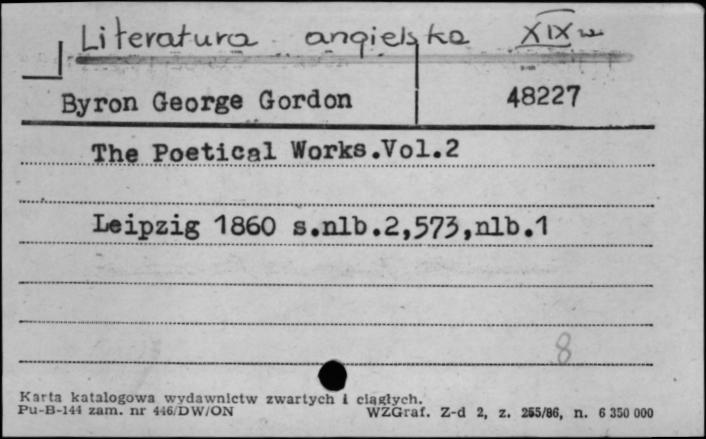 Literatura angielska XIX w
Byron George Gordon 48227
The Poetical Works.Vol.2
Leipzig 1860 s.nlb.2,573,nlb.1
8
Karta katalogowa wydawnictw zwartych i ciągłych.
Pu-B-144 zam. nr 446/DW/ON WZGraf. Z-d 2, z. 255/86, n. 6 350 000